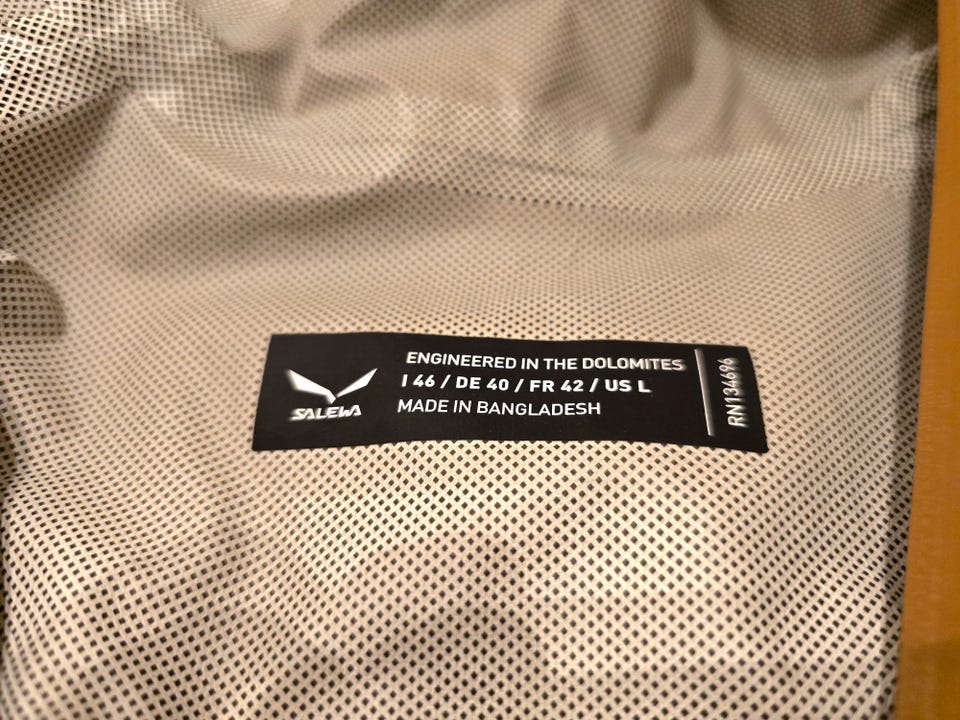 SALEWA
ENGINEERED IN THE DOLOMITES
I 46 / DE 40 / FR 42 / US L
MADE IN BANGLADESH
RN134696